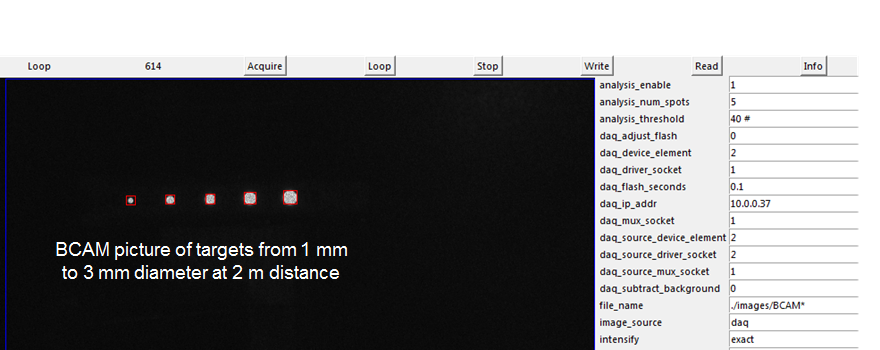 Loop 614 Acquire Loop Stop Write Read Info
analysis_enable 1
analysis_num_spots 5
analysis_threshold 40 #
daq_adjust_flash 0
daq_device_element 2
daq_driver_socket 1
daq_flash_seconds 0.1
daq_ip_addr 10.0.0.37
daq_mux_socket 1
daq_source_device_element 2
daq_source_driver_socket 2
daq_source_mux_socket 1
daq_subtract_background 0
file_name ./images/BCAM*
image_source daq
intensify exact
BCAM picture of targets from 1 mm
to 3 mm diameter at 2 m distance